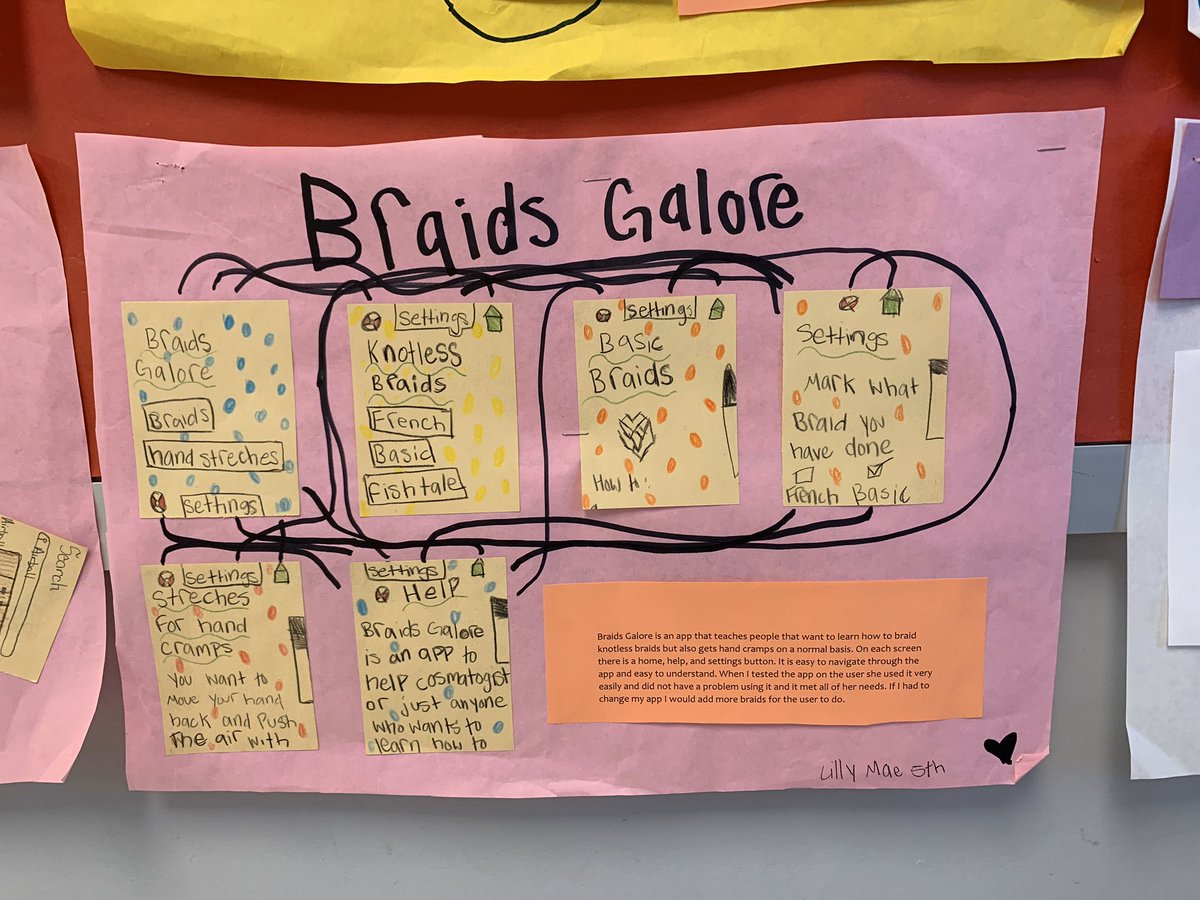 Braids Galore
Braids
Galore
Braids
hand streches
settings
settings
Knotless
Braids
French
Basic
Fishtale
settings
Basic
Braids
How to:
Settings
Mark what
Braid you
have done
French Basic
settings
streches
For hand
cramps
You want to
Move your hand
back and Push
The air with
settings
Help
Braids Galore
is an app to
help cosmatogist
or just anyone
who wants to
learn how to
Braids Galore is an app that teaches people that want to learn how to braid
knotless braids but also gets hand cramps on a normal basis. On each screen
there is a home, help, and settings button. It is easy to navigate through the
app and easy to understand. When I tested the app on the user she used it very
easily and did not have a problem using it and it met all of her needs. If I had to
change my app I would add more braids for the user to do.
Lilly Mae 5th
Search